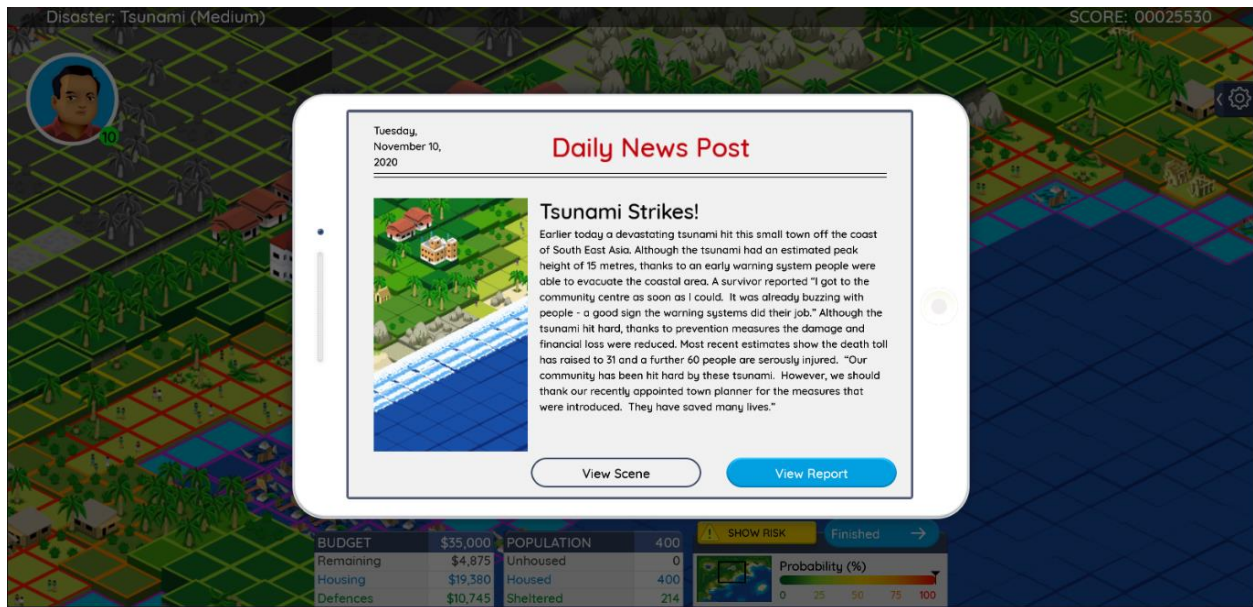 Disaster: Tsunami (Medium)
SCORE: 00025530
10
Tuesday,
November 10,
2020
Daily News Post
Tsunami Strikes!
Earlier today a devastating tsunami hit this small town off the coast
of South East Asia. Although the tsunami had an estimated peak
height of 15 metres, thanks to an early warning system people were
able to evacuate the coastal area. A survivor reported "I got to the
community centre as soon as I could. It was already buzzing with
people - a good sign the warning systems did their job." Although the
tsunami hit hard, thanks to prevention measures the damage and
financial loss were reduced. Most recent estimates show the death toll
has raised to 31 and a further 60 people are serously injured. "Our
community has been hit hard by these tsunami. However, we should
thank our recently appointed town planner for the measures that
were introduced. They have saved many lives."
View Scene
View Report
BUDGET $35,000 POPULATION 400
Remaining $4,875 Unhoused 0
Housing $19,380 Housed 400
Defences $10,745 Sheltered 214
SHOW RISK
Finished
Probability (%)
0 25 50 75 100